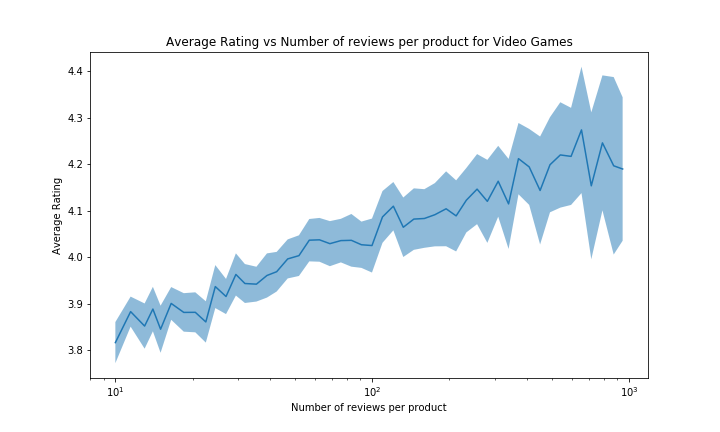 Average Rating vs Number of reviews per product for Video Games
4.4
4.3
4.2
4.1
4.0
3.9
3.8
Average Rating
10¹ 10² 10³
Number of reviews per product